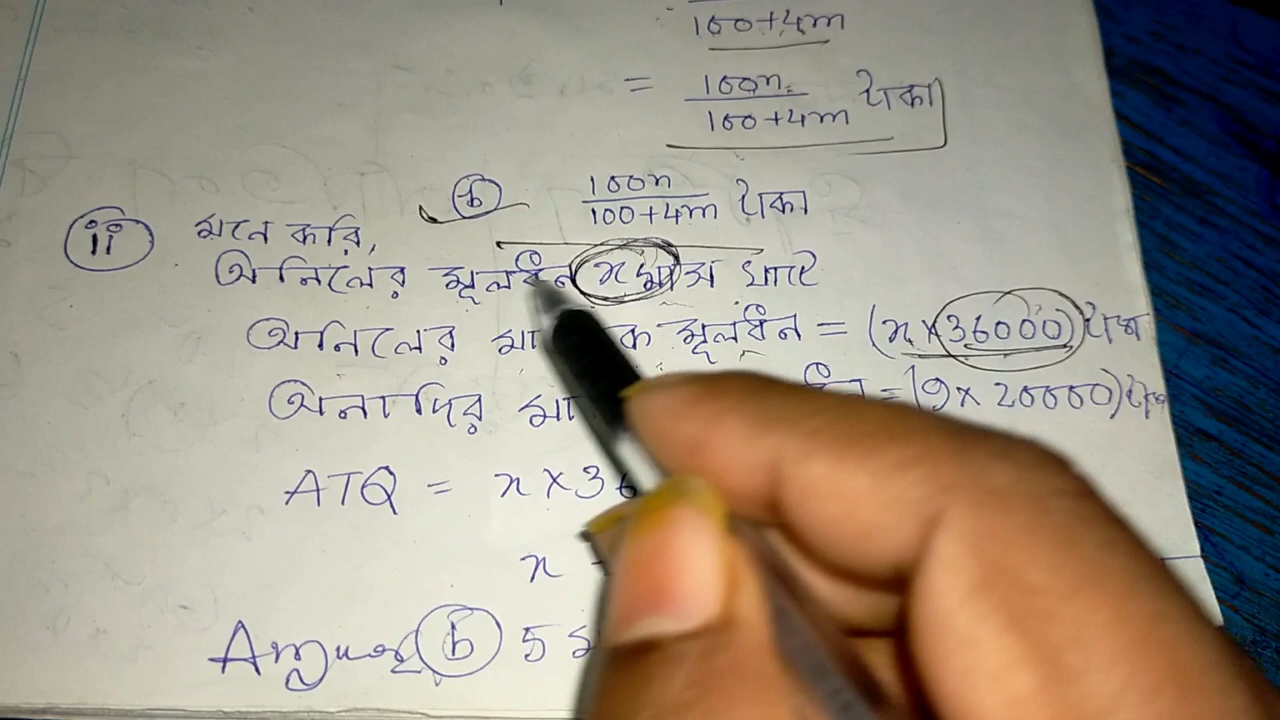 100+4m
= 100n / 100+4m টাকা
b 100n / 100+4m টাকা
ii মনে করি,
অনিলের মূলধন n মাস খাটে
অনিলের মূলধন = (n×36000) টাকা
অনাদির = (9×20000) টাকা
ATQ = n×36
n
Answer b 5